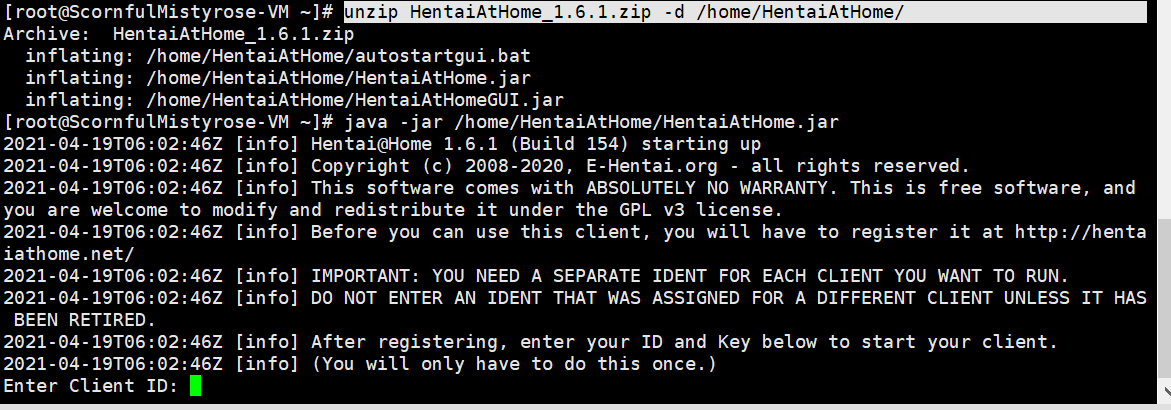 [root@ScornfulMistyrose-VM ~]# unzip HentaiAtHome_1.6.1.zip -d /home/HentaiAtHome/
Archive:  HentaiAtHome_1.6.1.zip
  inflating: /home/HentaiAtHome/autostartgui.bat
  inflating: /home/HentaiAtHome/HentaiAtHome.jar
  inflating: /home/HentaiAtHome/HentaiAtHomeGUI.jar
[root@ScornfulMistyrose-VM ~]# java -jar /home/HentaiAtHome/HentaiAtHome.jar
2021-04-19T06:02:46Z [info] Hentai@Home 1.6.1 (Build 154) starting up
2021-04-19T06:02:46Z [info] Copyright (c) 2008-2020, E-Hentai.org - all rights reserved.
2021-04-19T06:02:46Z [info] This software comes with ABSOLUTELY NO WARRANTY. This is free software, and
you are welcome to modify and redistribute it under the GPL v3 license.
2021-04-19T06:02:46Z [info] Before you can use this client, you will have to register it at http://henta
iathome.net/
2021-04-19T06:02:46Z [info] IMPORTANT: YOU NEED A SEPARATE IDENT FOR EACH CLIENT YOU WANT TO RUN.
2021-04-19T06:02:46Z [info] DO NOT ENTER AN IDENT THAT WAS ASSIGNED FOR A DIFFERENT CLIENT UNLESS IT HAS
 BEEN RETIRED.
2021-04-19T06:02:46Z [info] After registering, enter your ID and Key below to start your client.
2021-04-19T06:02:46Z [info] (You will only have to do this once.)
Enter Client ID: